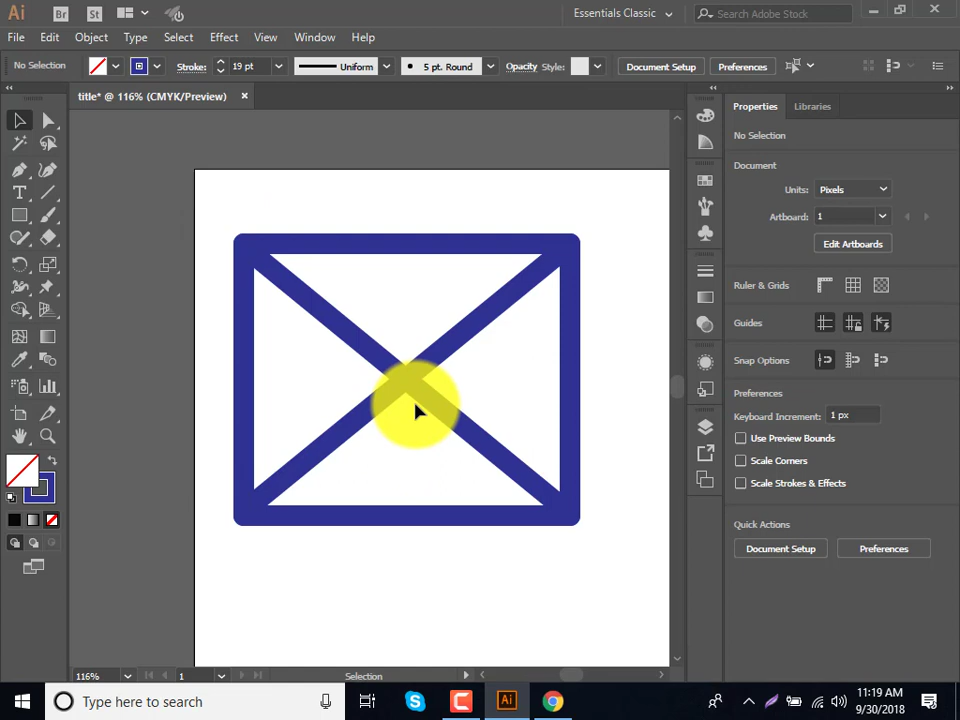 Ai Br St Essentials Classic Search Adobe Stock
File Edit Object Type Select Effect View Window Help
No Selection Stroke: 19 pt Uniform 5 pt. Round Opacity Style: Document Setup Preferences
title* @ 116% (CMYK/Preview)
Properties Libraries
No Selection
Document
Units: Pixels
Artboard: 1
Edit Artboards
Ruler & Grids
Guides
Snap Options
Preferences
Keyboard Increment: 1 px
Use Preview Bounds
Scale Corners
Scale Strokes & Effects
Quick Actions
Document Setup Preferences
116% 1 Selection
Type here to search
Ai
11:19 AM
9/30/2018